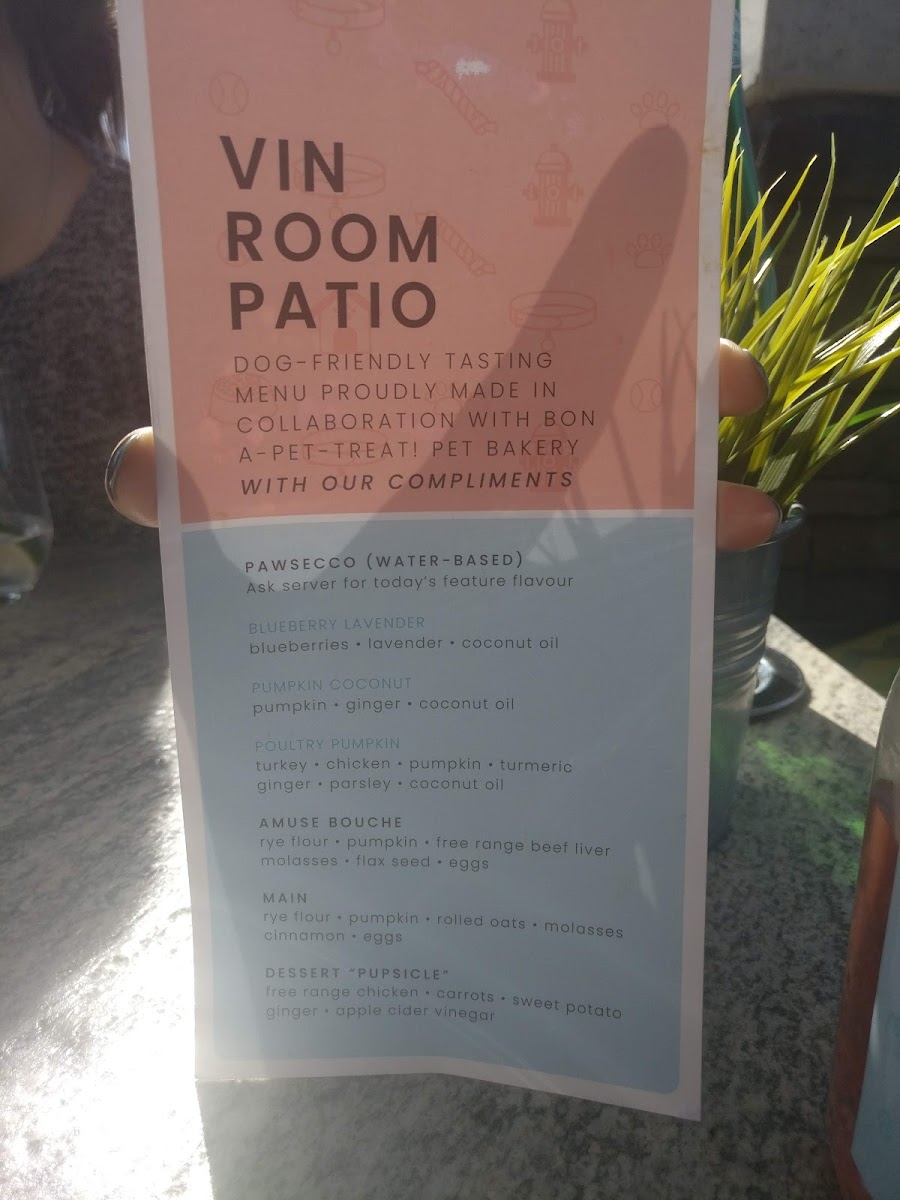 VIN
ROOM
PATIO
DOG-FRIENDLY TASTING
MENU PROUDLY MADE IN
COLLABORATION WITH BON
A-PET-TREAT! PET BAKERY
WITH OUR COMPLIMENTS
PAWSECCO (WATER-BASED)
Ask server for today's feature flavour
BLUEBERRY LAVENDER
blueberries • lavender • coconut oil
PUMPKIN COCONUT
pumpkin • ginger • coconut oil
POULTRY PUMPKIN
turkey • chicken • pumpkin • turmeric
ginger • parsley • coconut oil
AMUSE BOUCHE
rye flour • pumpkin • free range beef liver
molasses • flax seed • eggs
MAIN
rye flour • pumpkin • rolled oats • molasses
cinnamon • eggs
DESSERT "PUPSICLE"
free range chicken • carrots • sweet potato
ginger • apple cider vinegar